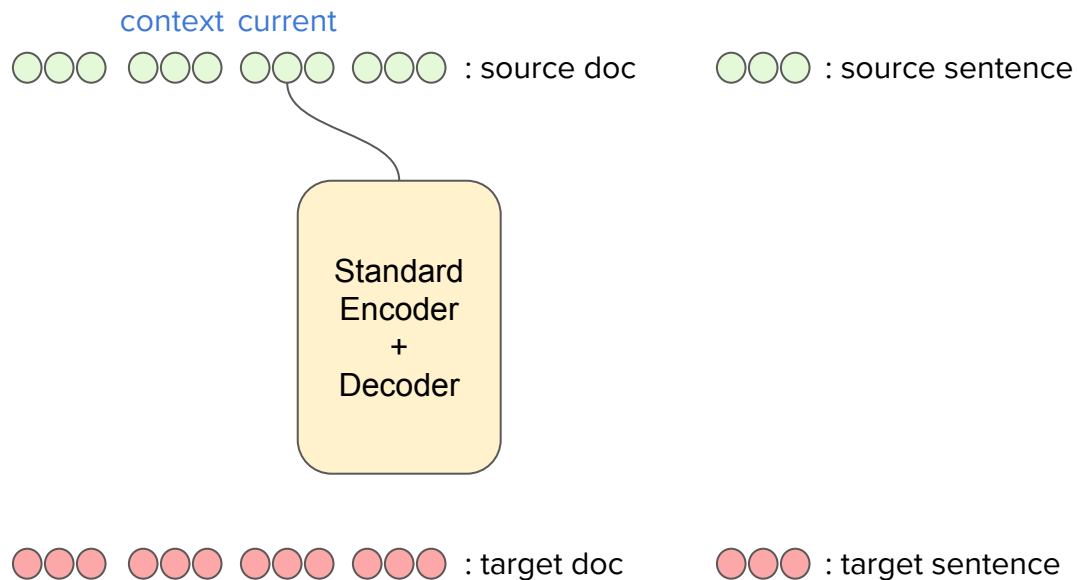 context current
: source doc
: source sentence
Standard
Encoder
+
Decoder
: target doc
: target sentence